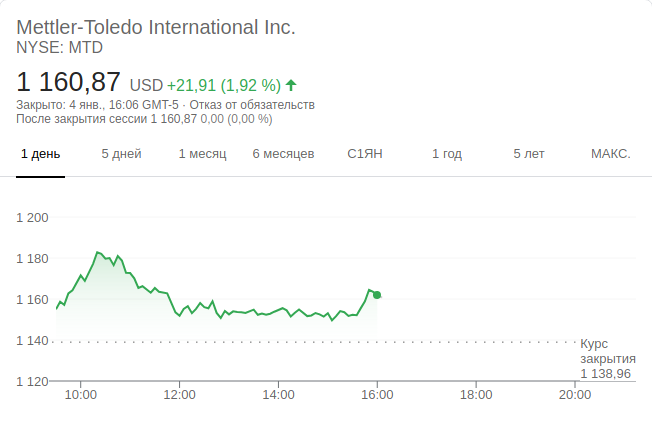 Mettler-Toledo International Inc.
NYSE: MTD
1 160,87 USD +21,91 (1,92 %)
Закрыто: 4 янв., 16:06 GMT-5 · Отказ от обязательств
После закрытия сессии 1 160,87 0,00 (0,00 %)
1 день 5 дней 1 месяц 6 месяцев С1ЯН 1 год 5 лет МАКС.
1 200
1 180
1 160
1 140
Курс
закрытия
1 138,96
1 120
10:00 12:00 14:00 16:00 18:00 20:00